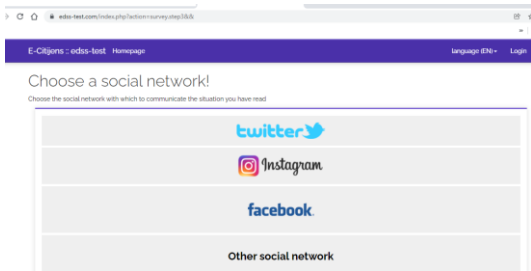 edss-test.com/index.php?action=survey.step3&/&
E-Citijens :: edss-test Homepage language (EN) Login
Choose a social network!
Choose the social network with which to communicate the situation you have read
twitter
Instagram
facebook.
Other social network